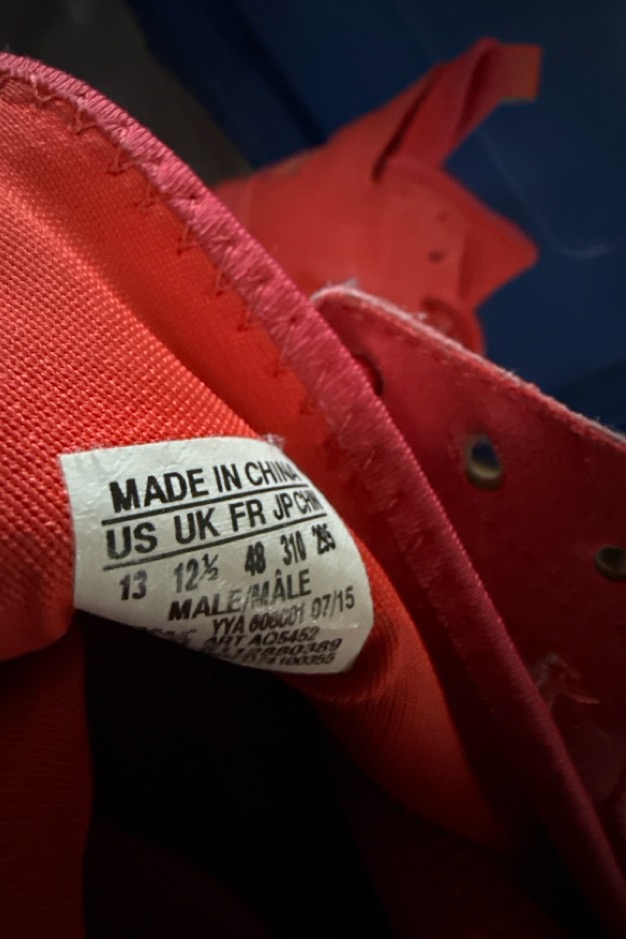 MADE IN CHINA
US UK FR JP CHN
13 12½ 48 310 295
MALE/MÂLE
YYA 606001 07/15
ART AQ5452